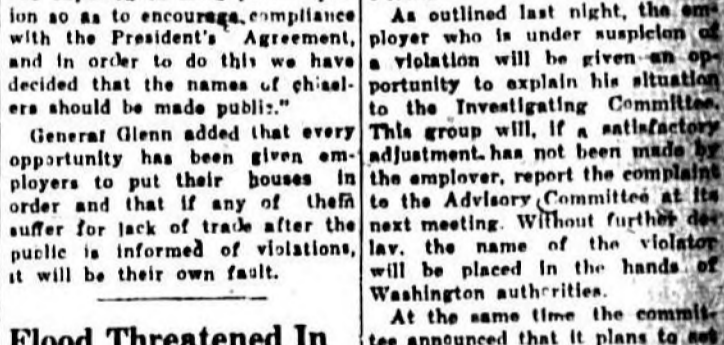 ion so as to encourage compliance
with the President's Agreement,
and in order to do this we have
decided that the names of chisel-
ers should be made public."
General Glenn added that every
opportunity has been given em-
ployers to put their houses in
order and that if any of them
suffer for lack of trade after the
public is informed of violations,
it will be their own fault.
Flood Threatened In
As outlined last night, the em-
ployer who is under suspicion of
a violation will be given an op-
portunity to explain his situation
to the Investigating Committee.
This group will, if a satisfactory
adjustment has not been made by
the employer, report the complaint
to the Advisory Committee at its
next meeting. Without further de-
lay, the name of the violator
will be placed in the hands of
Washington authorities.
At the same time the commit-
tee announced that it plans to